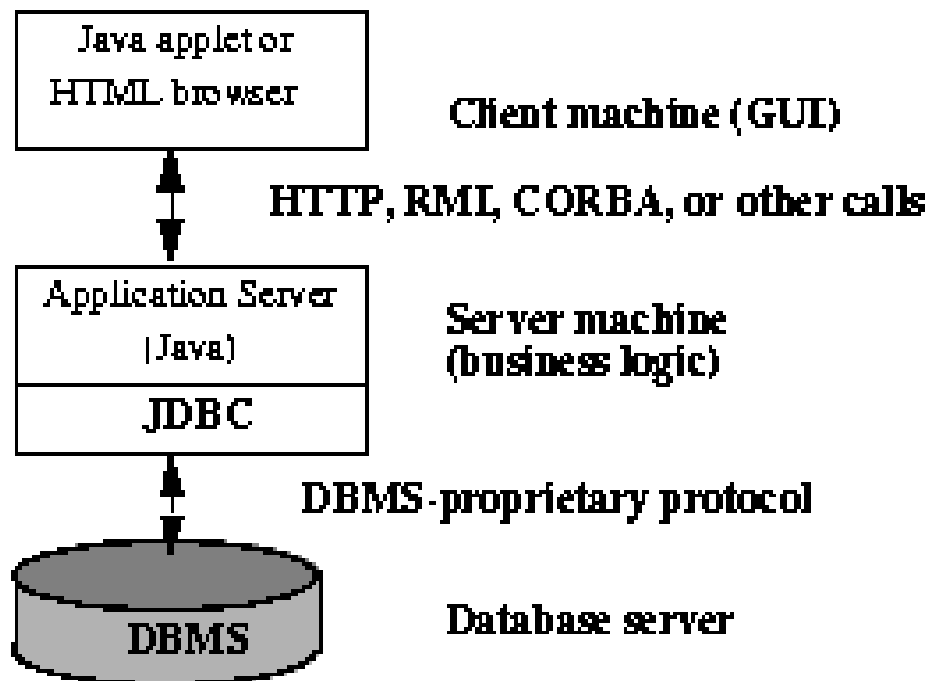 Java applet or
HTML browser
Client machine (GUI)
HTTP, RMI, CORBA, or other calls
Application Server
(Java)
Server machine
(business logic)
JDBC
DBMS-proprietary protocol
DBMS
Database server